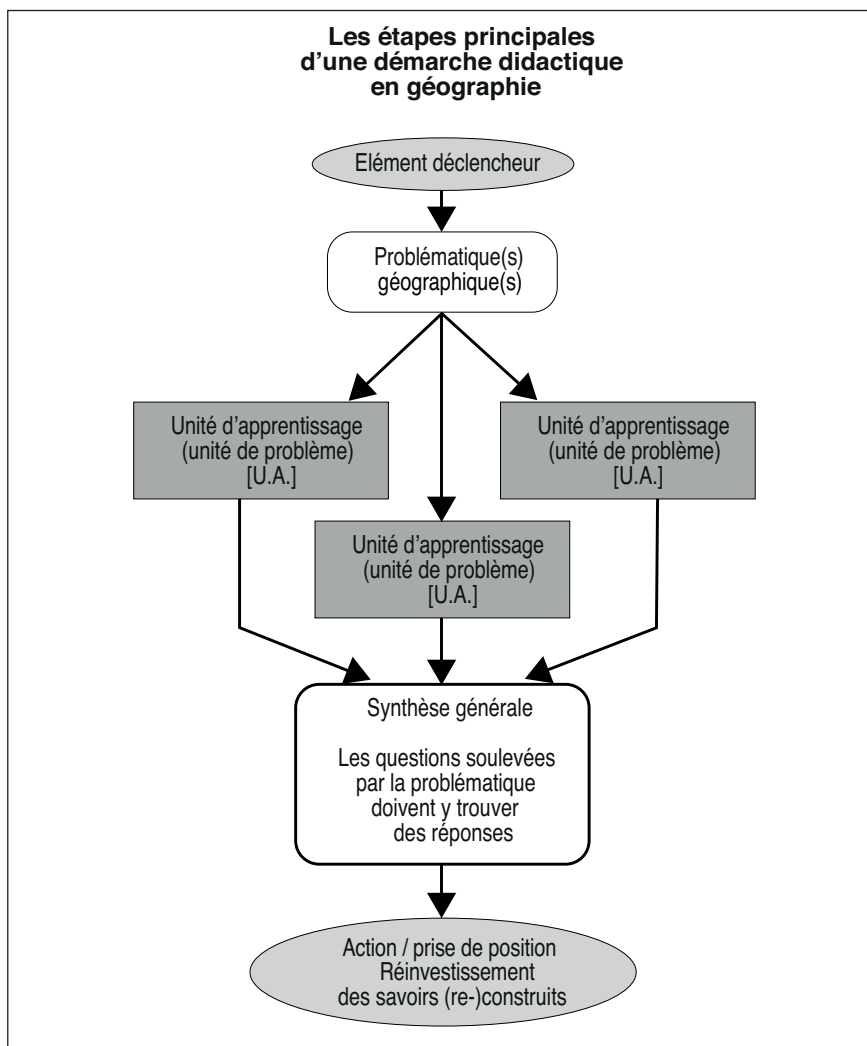 Les étapes principales
d'une démarche didactique
en géographie
Elément déclencheur
Problématique(s)
géographique(s)
Unité d'apprentissage
(unité de problème)
[U.A.]
Unité d'apprentissage
(unité de problème)
[U.A.]
Unité d'apprentissage
(unité de problème)
[U.A.]
Synthèse générale
Les questions soulevées
par la problématique
doivent y trouver
des réponses
Action / prise de position
Réinvestissement
des savoirs (re-)construits